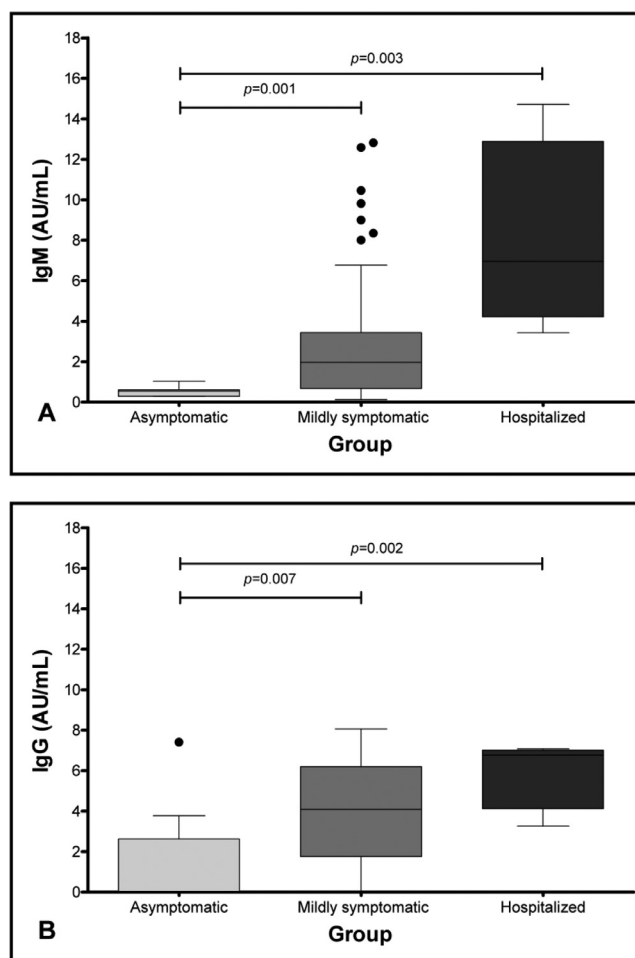 18
16
14
12
10
8
6
4
2
0
IgM (AU/mL)
p=0.003
p=0.001
A
Asymptomatic Mildly symptomatic Hospitalized
Group
18
16
14
12
10
8
6
4
2
0
IgG (AU/mL)
p=0.002
p=0.007
B
Asymptomatic Mildly symptomatic Hospitalized
Group